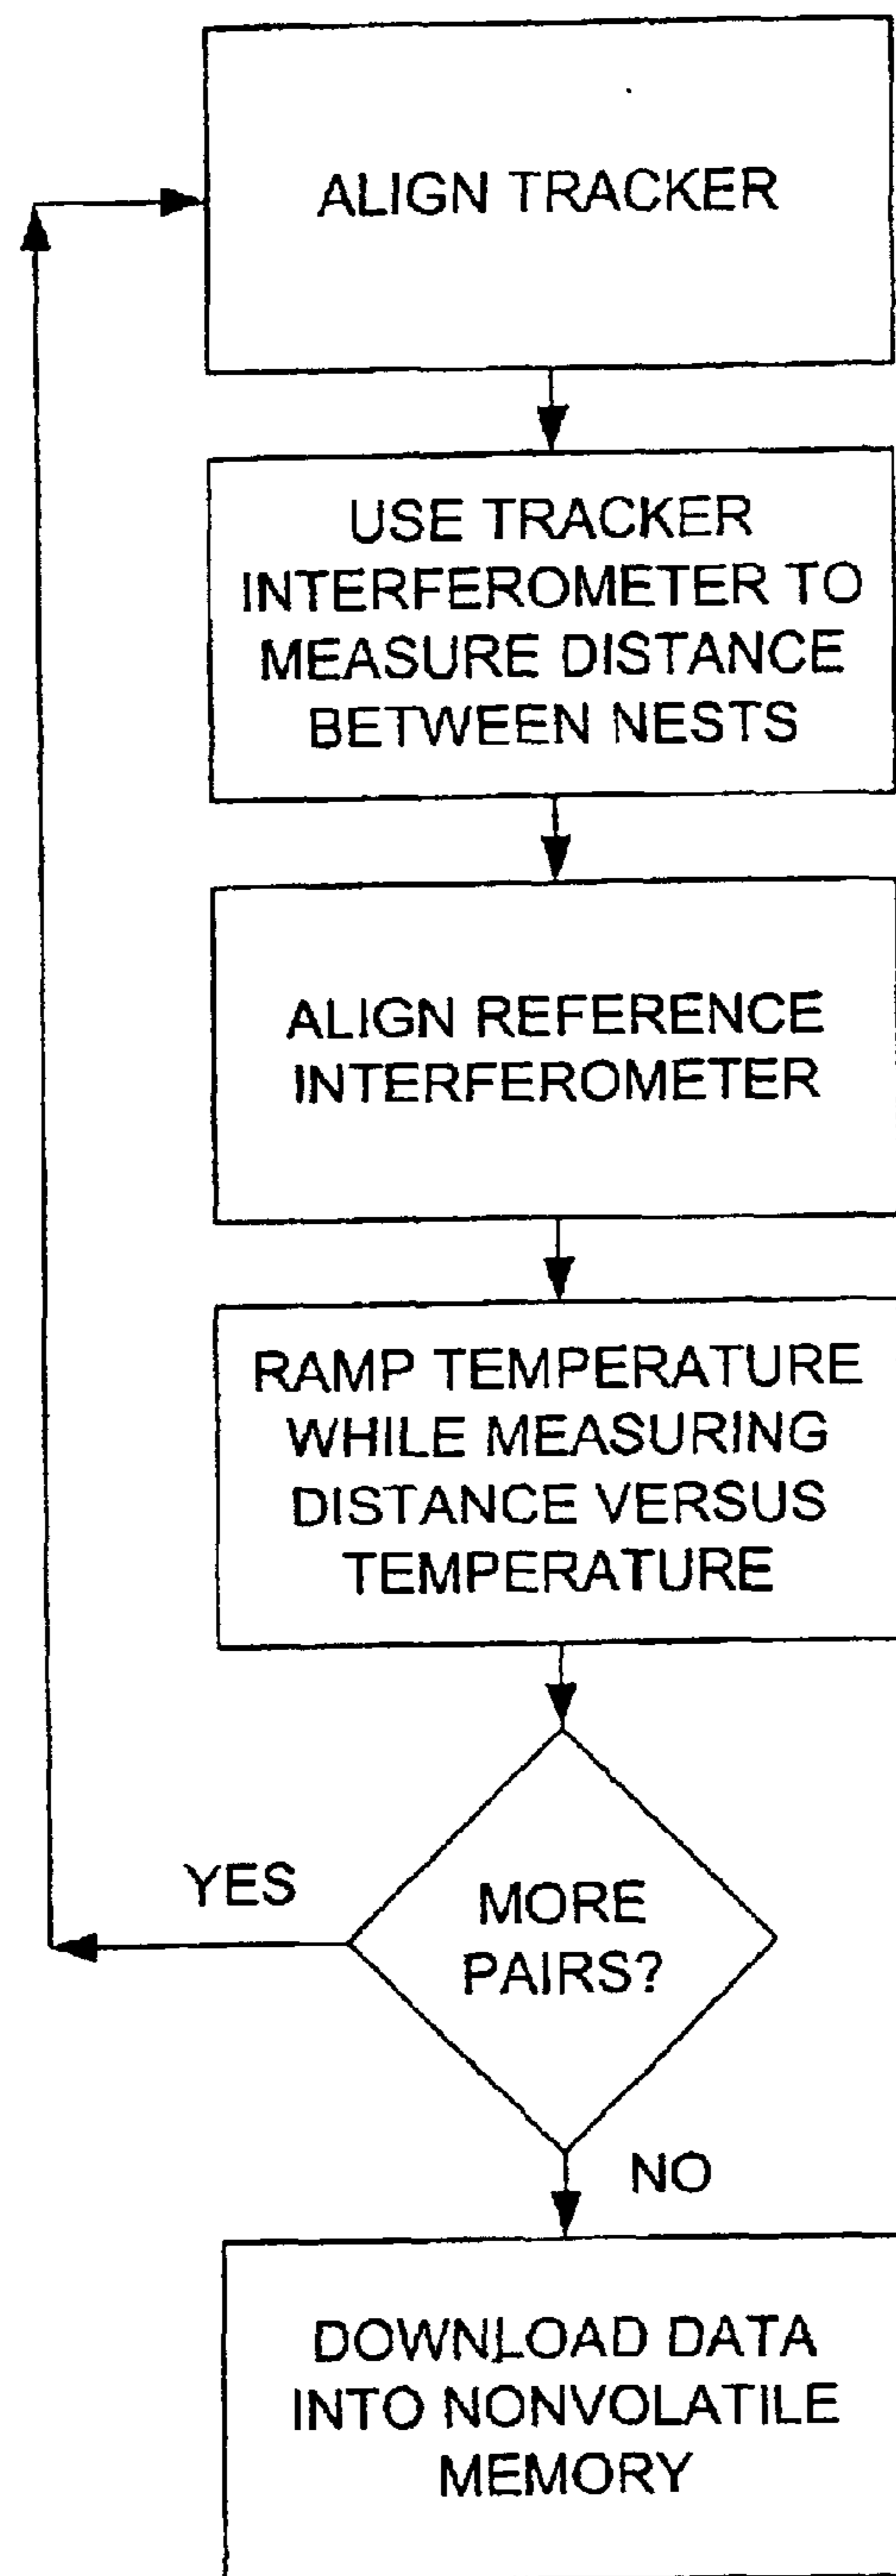 ALIGN TRACKER
USE TRACKER
INTERFEROMETER TO
MEASURE DISTANCE
BETWEEN NESTS
ALIGN REFERENCE
INTERFEROMETER
RAMP TEMPERATURE
WHILE MEASURING
DISTANCE VERSUS
TEMPERATURE
YES
MORE
PAIRS?
NO
DOWNLOAD DATA
INTO NONVOLATILE
MEMORY